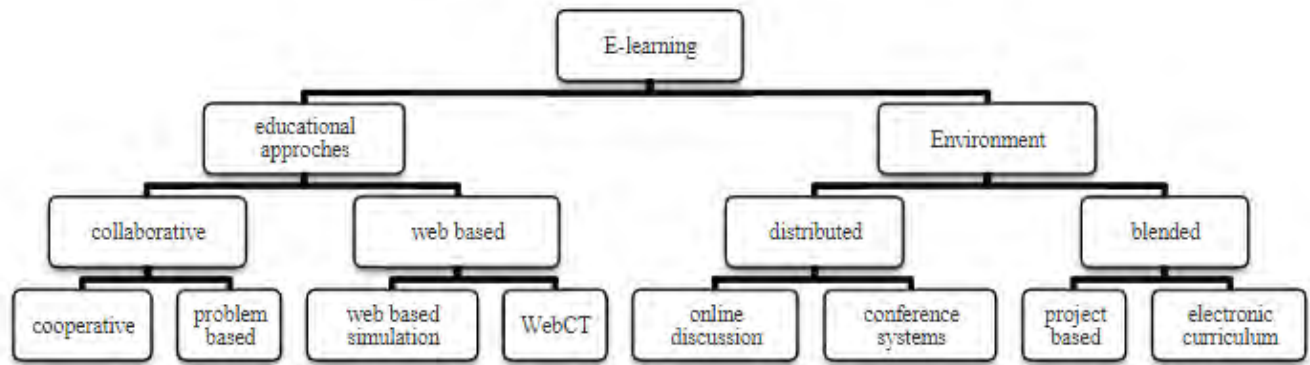 E-learning
educational
approches
Environment
collaborative
web based
distributed
blended
cooperative
problem
based
web based
simulation
WebCT
online
discussion
conference
systems
project
based
electronic
curriculum